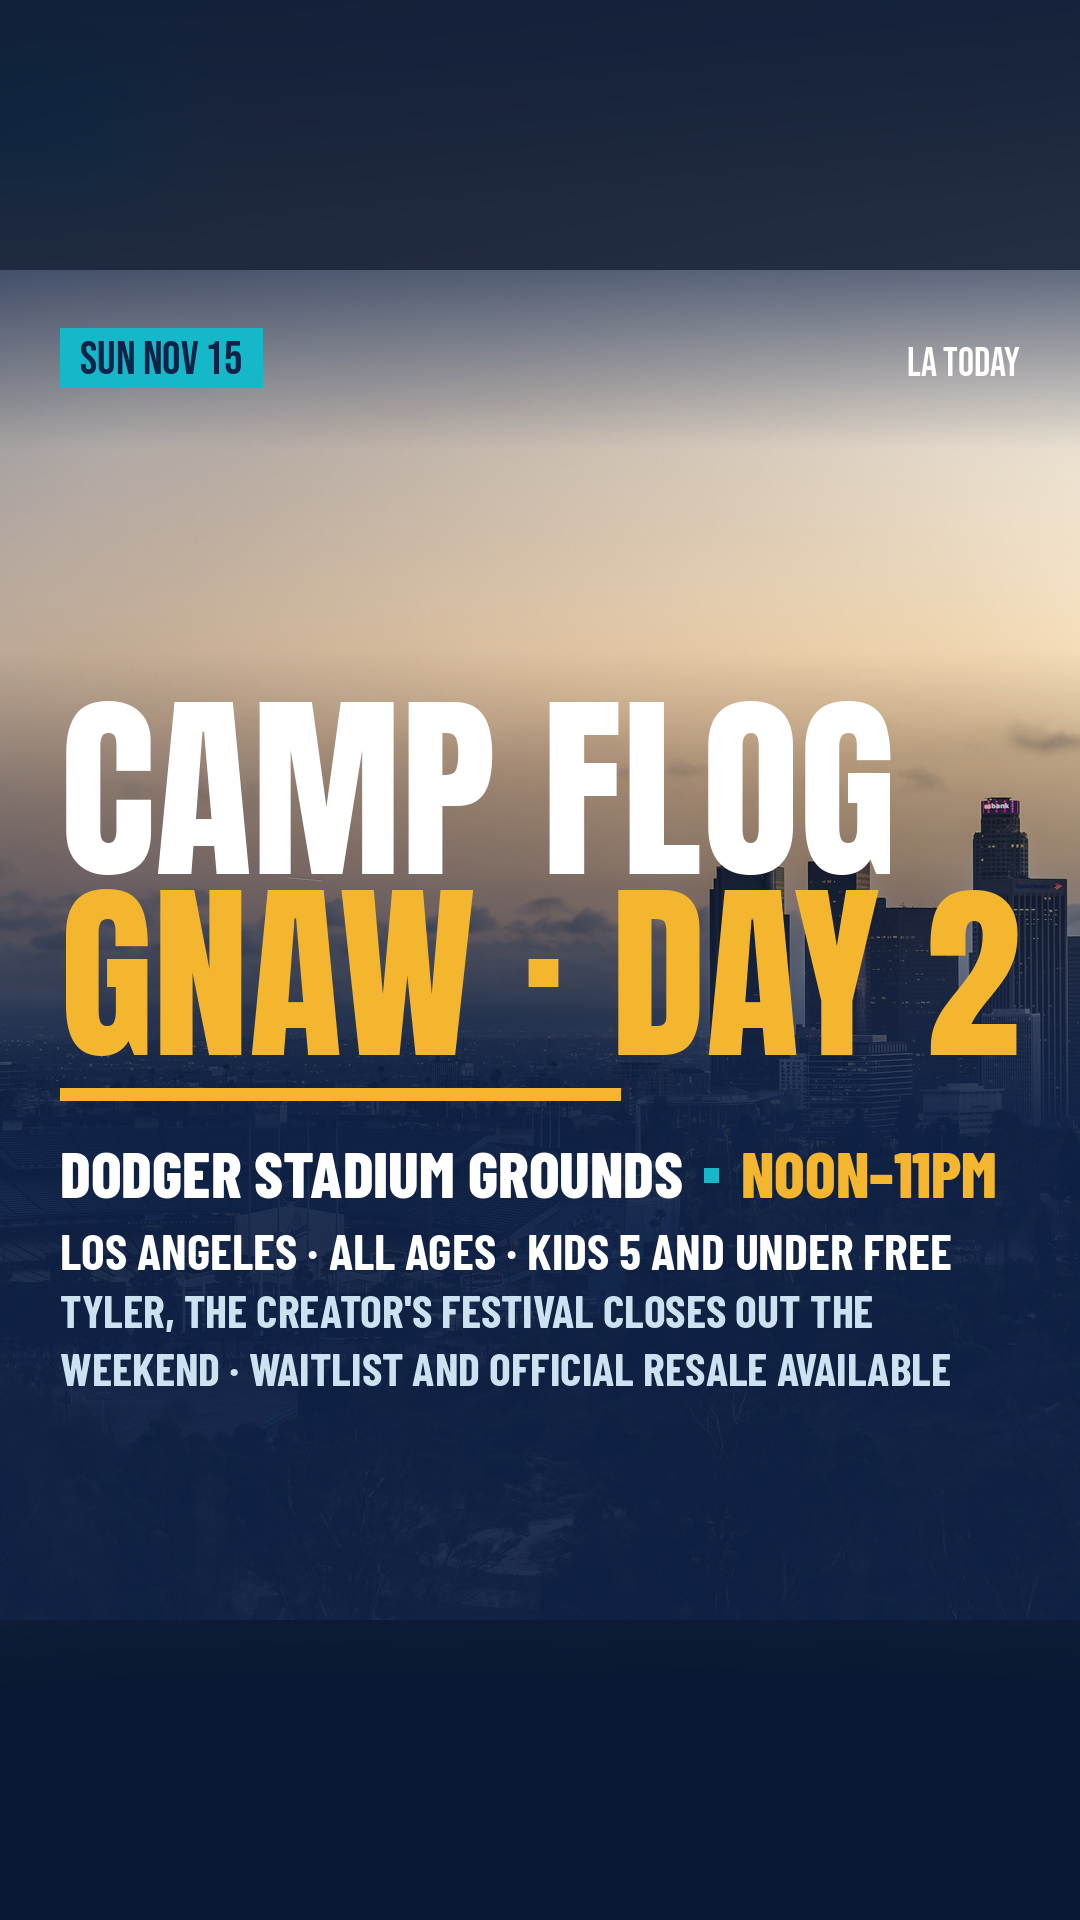 SUN NOV 15
LA TODAY
CAMP FLOG
GNAW · DAY 2
DODGER STADIUM GROUNDS ▪ NOON–11PM
LOS ANGELES · ALL AGES · KIDS 5 AND UNDER FREE
TYLER, THE CREATOR'S FESTIVAL CLOSES OUT THE
WEEKEND · WAITLIST AND OFFICIAL RESALE AVAILABLE